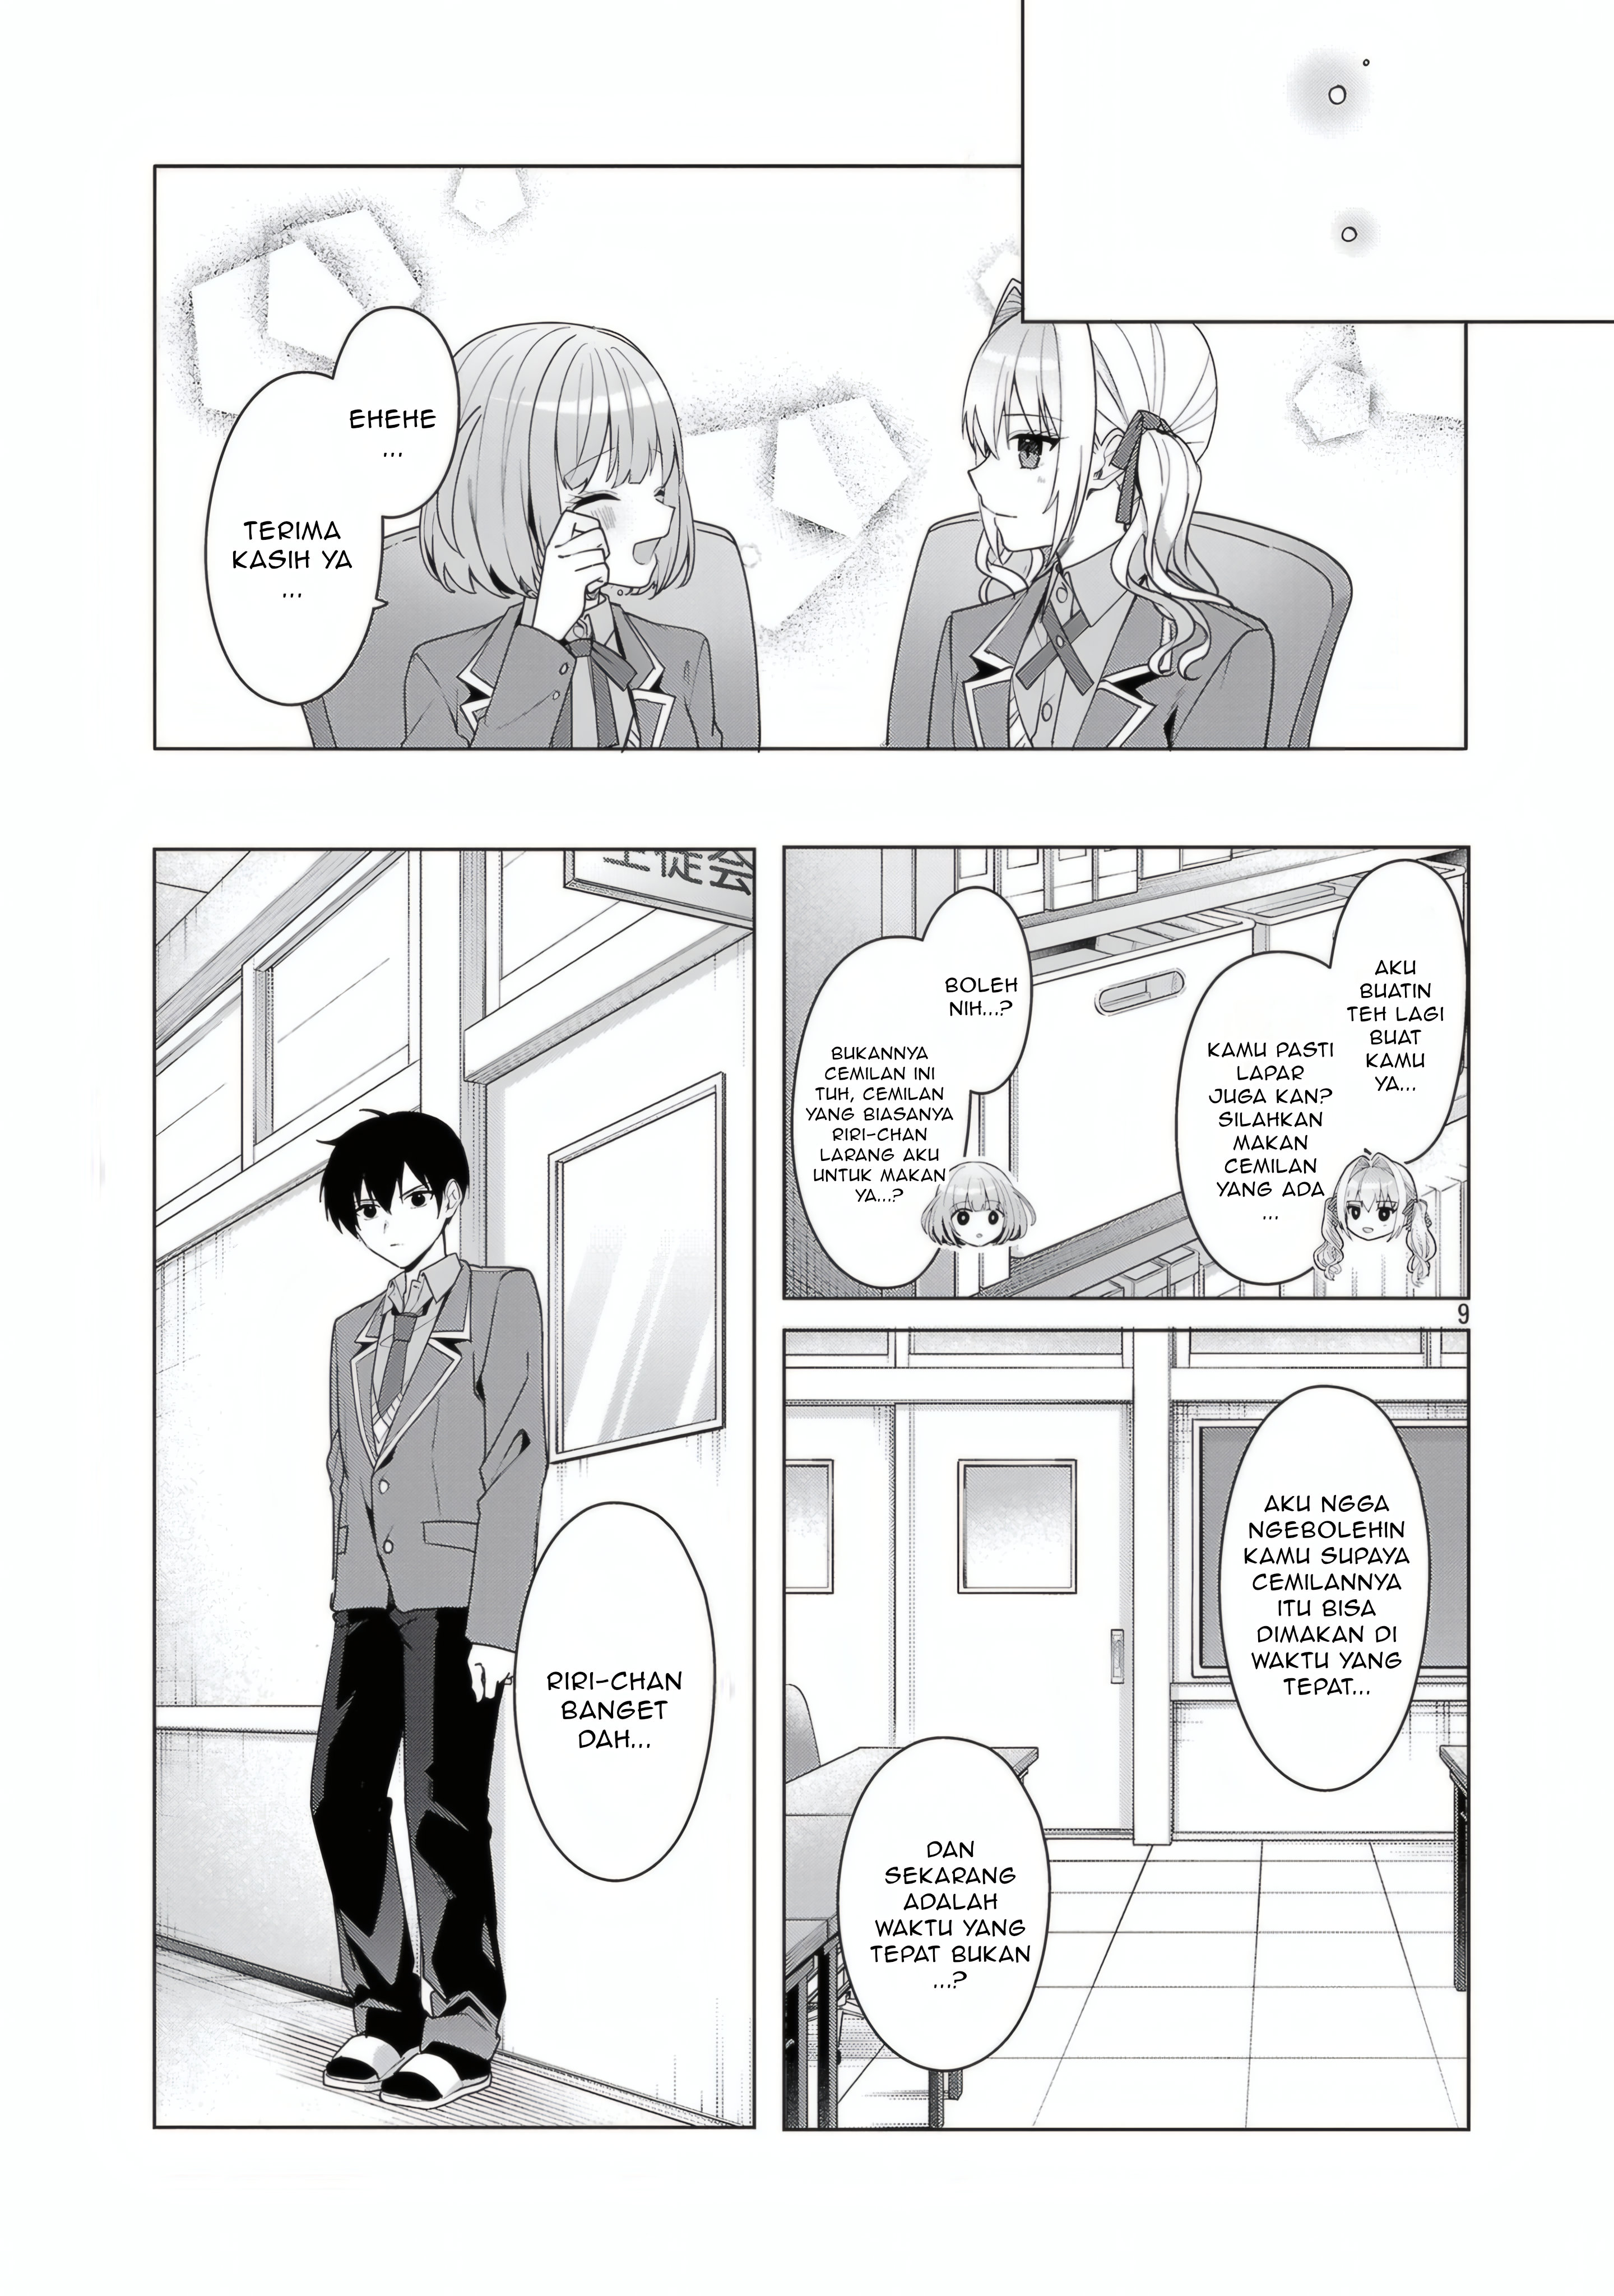 EHEHE
...
TERIMA
KASIH YA
...
AKU
BUATIN
TEH LAGI
BUAT
KAMU
YA...
KAMU PASTI
LAPAR
JUGA KAN?
SILAHKAN
MAKAN
CEMILAN
YANG ADA
...
BOLEH
NIH...?
BUKANNYA
CEMILAN INI
TUH, CEMILAN
YANG BIASANYA
RIRI-CHAN
LARANG AKU
UNTUK MAKAN
YA...?
9
AKU NGGA
NGEBOLEHIN
KAMU SUPAYA
CEMILANNYA
ITU BISA
DIMAKAN DI
WAKTU YANG
TEPAT...
DAN
SEKARANG
ADALAH
WAKTU YANG
TEPAT BUKAN
...?
生徒会
RIRI-CHAN
BANGET
DAH...